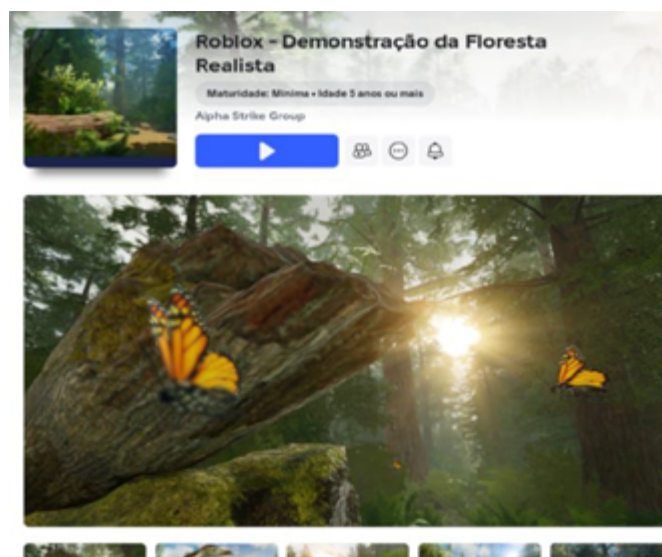 Roblox - Demonstração da Floresta
Realista
Maturidade: Mínima • Idade 5 anos ou mais
Alpha Strike Group